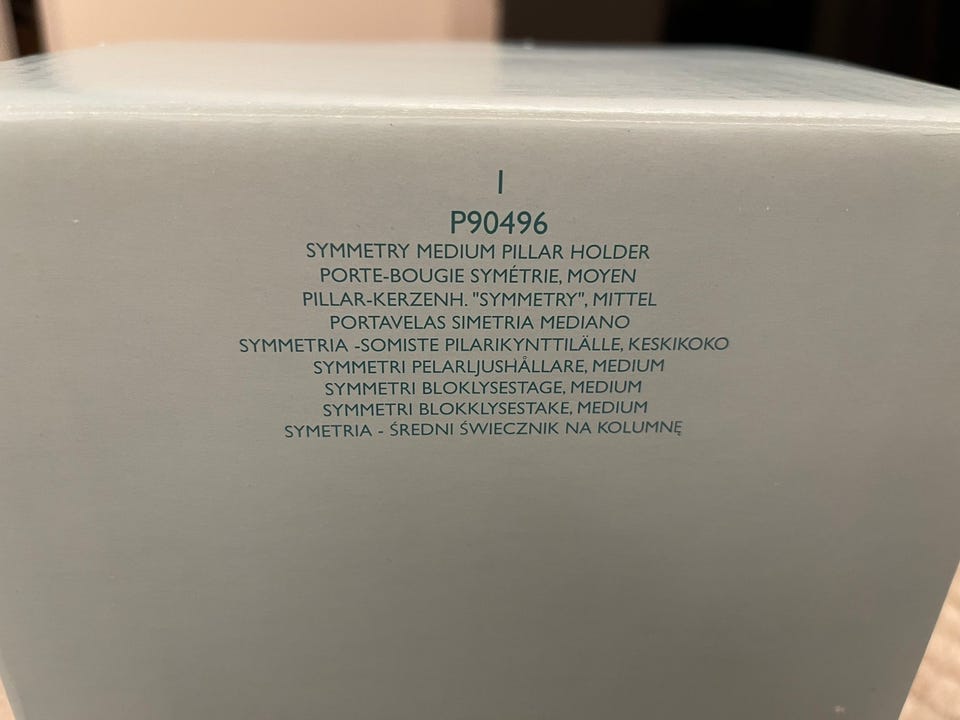 1
P90496
SYMMETRY MEDIUM PILLAR HOLDER
PORTE-BOUGIE SYMÉTRIE, MOYEN
PILLAR-KERZENH. "SYMMETRY", MITTEL
PORTAVELAS SIMETRIA MEDIANO
SYMMETRIA -SOMISTE PILARIKYNTTILÄLLE, KESKIKOKO
SYMMETRI PELARLJUSHÅLLARE, MEDIUM
SYMMETRI BLOKLYSESTAGE, MEDIUM
SYMMETRI BLOKKLYSESTAKE, MEDIUM
SYMETRIA - ŚREDNI ŚWIECZNIK NA KOLUMNĘ